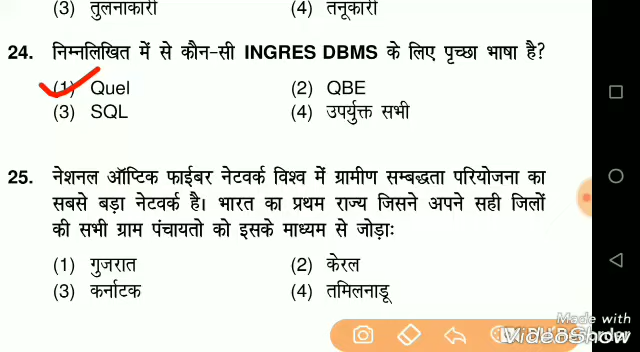 (3) तुलनाकारी (4) तनूकारी
24. निम्नलिखित में से कौन-सी INGRES DBMS के लिए पृच्छा भाषा है?
(1) Quel (2) QBE
(3) SQL (4) उपर्युक्त सभी
25. नेशनल ऑप्टिक फाईबर नेटवर्क विश्व में ग्रामीण सम्बद्धता परियोजना का
सबसे बड़ा नेटवर्क है। भारत का प्रथम राज्य जिसने अपने सही जिलों
की सभी ग्राम पंचायतो को इसके माध्यम से जोड़ाः
(1) गुजरात (2) केरल
(3) कर्नाटक (4) तमिलनाडू
Made with
VideoShow